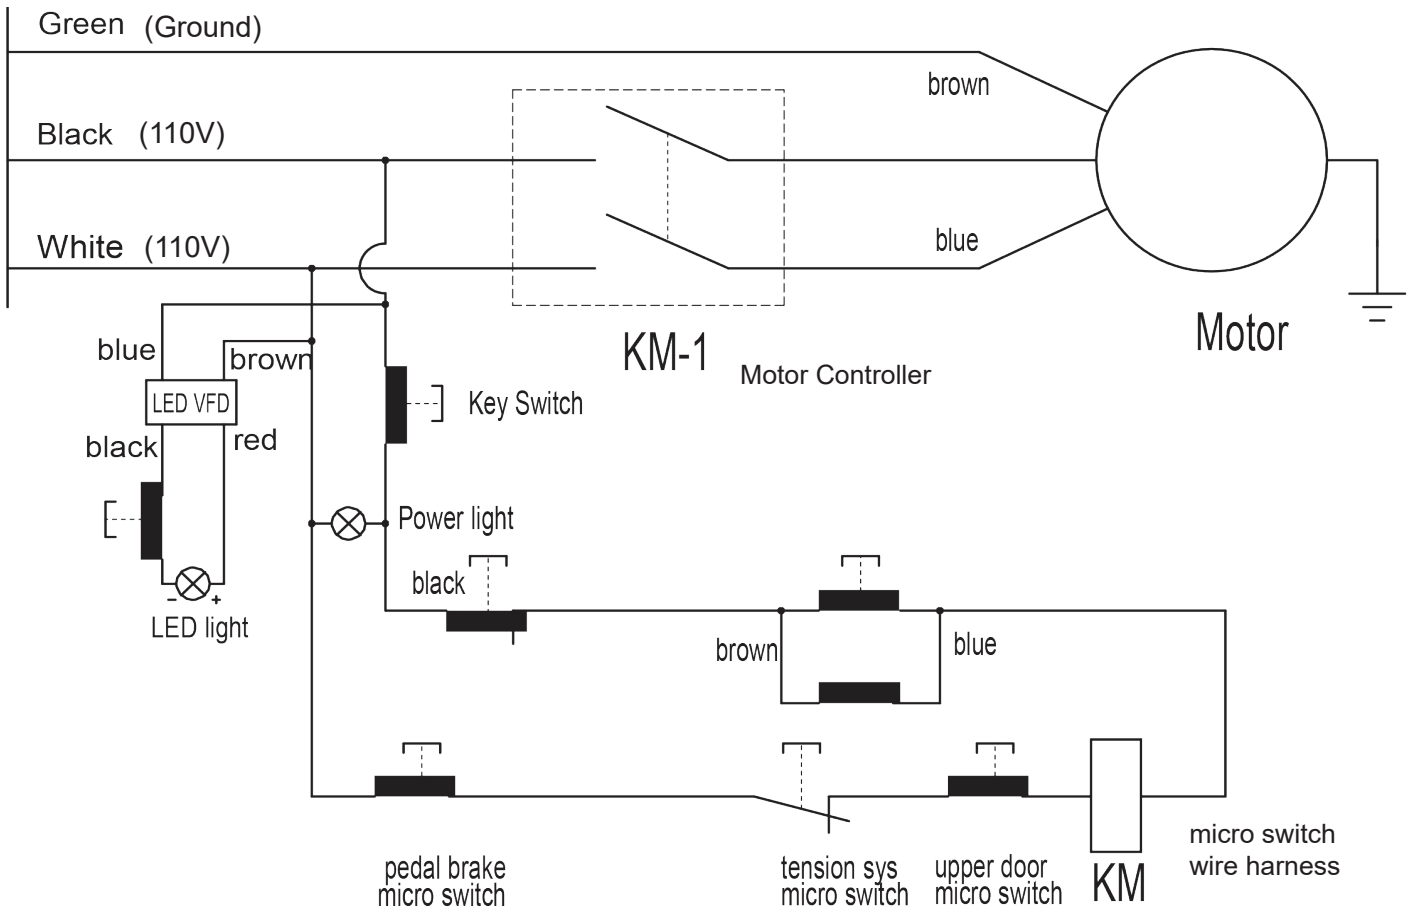 Green (Ground)
brown
Black (110V)
White (110V)
blue
KM-1
Motor Controller
Motor
blue
brown
LED VFD
Key Switch
black
red
Power light
black
LED light
brown
blue
pedal brake
micro switch
tension sys
micro switch
upper door
micro switch
KM
micro switch
wire harness
- +